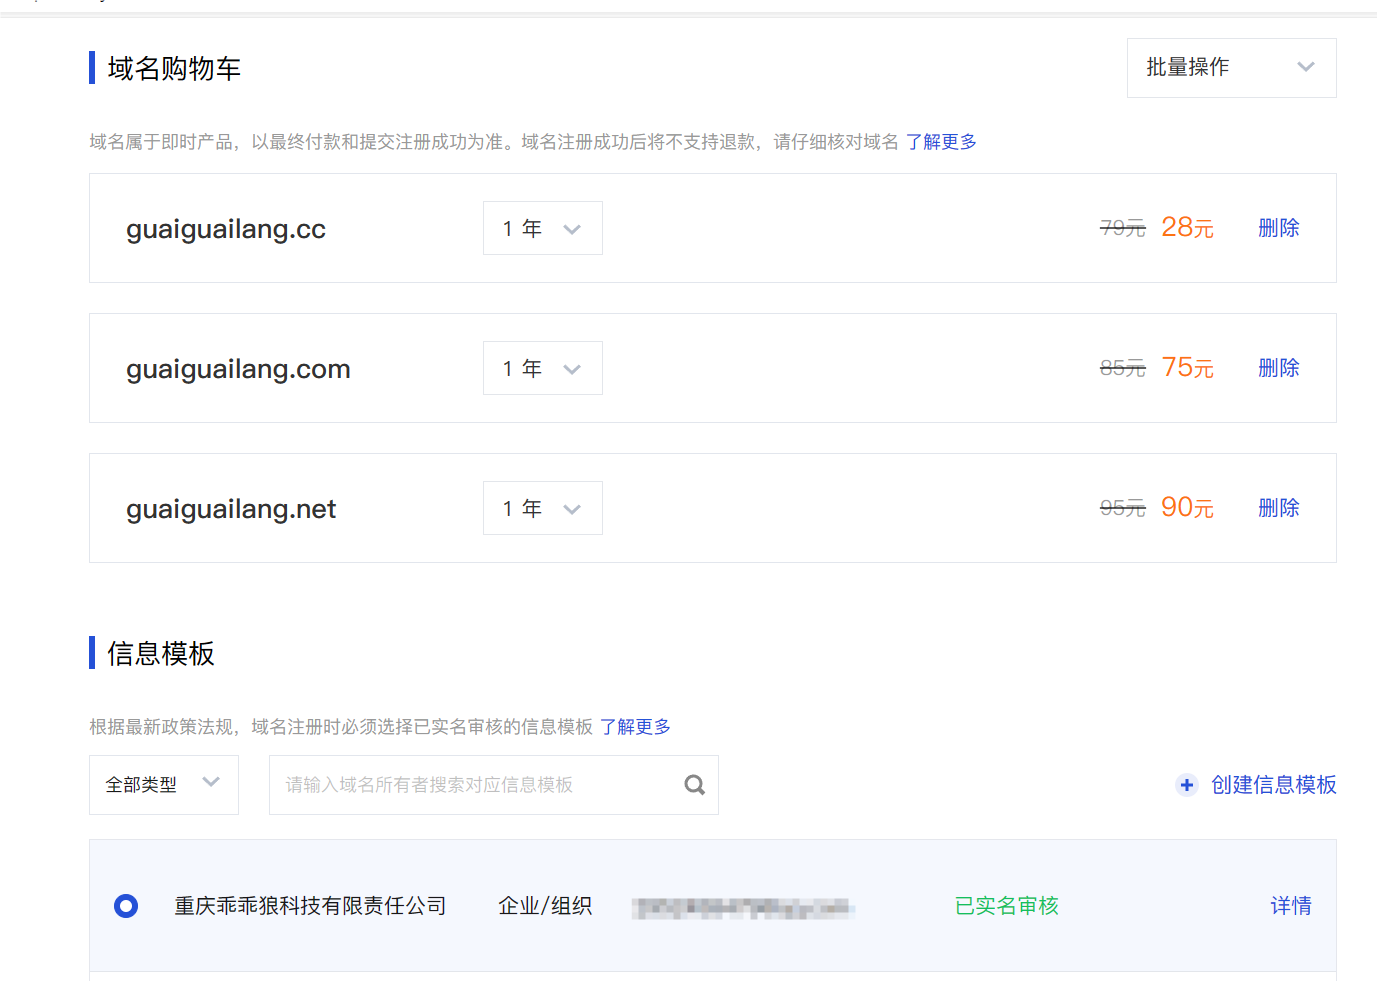 域名购物车
批量操作
域名属于即时产品，以最终付款和提交注册成功为准。域名注册成功后将不支持退款，请仔细核对域名 了解更多
guaiguailang.cc 1 年 79元 28元 删除
guaiguailang.com 1 年 85元 75元 删除
guaiguailang.net 1 年 95元 90元 删除
信息模板
根据最新政策法规，域名注册时必须选择已实名审核的信息模板 了解更多
全部类型 请输入域名所有者搜索对应信息模板 创建信息模板
重庆乖乖狼科技有限责任公司 企业/组织 已实名审核 详情